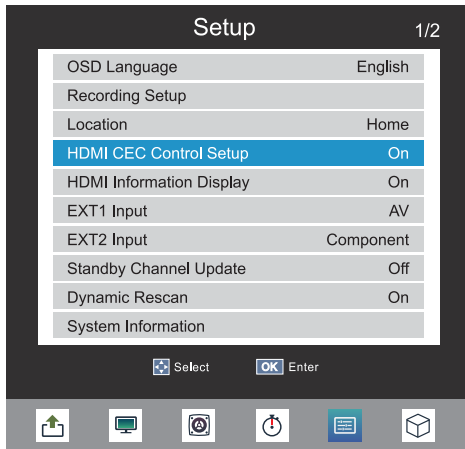 Setup 1/2
OSD Language English
Recording Setup
Location Home
HDMI CEC Control Setup On
HDMI Information Display On
EXT1 Input AV
EXT2 Input Component
Standby Channel Update Off
Dynamic Rescan On
System Information
Select OK Enter